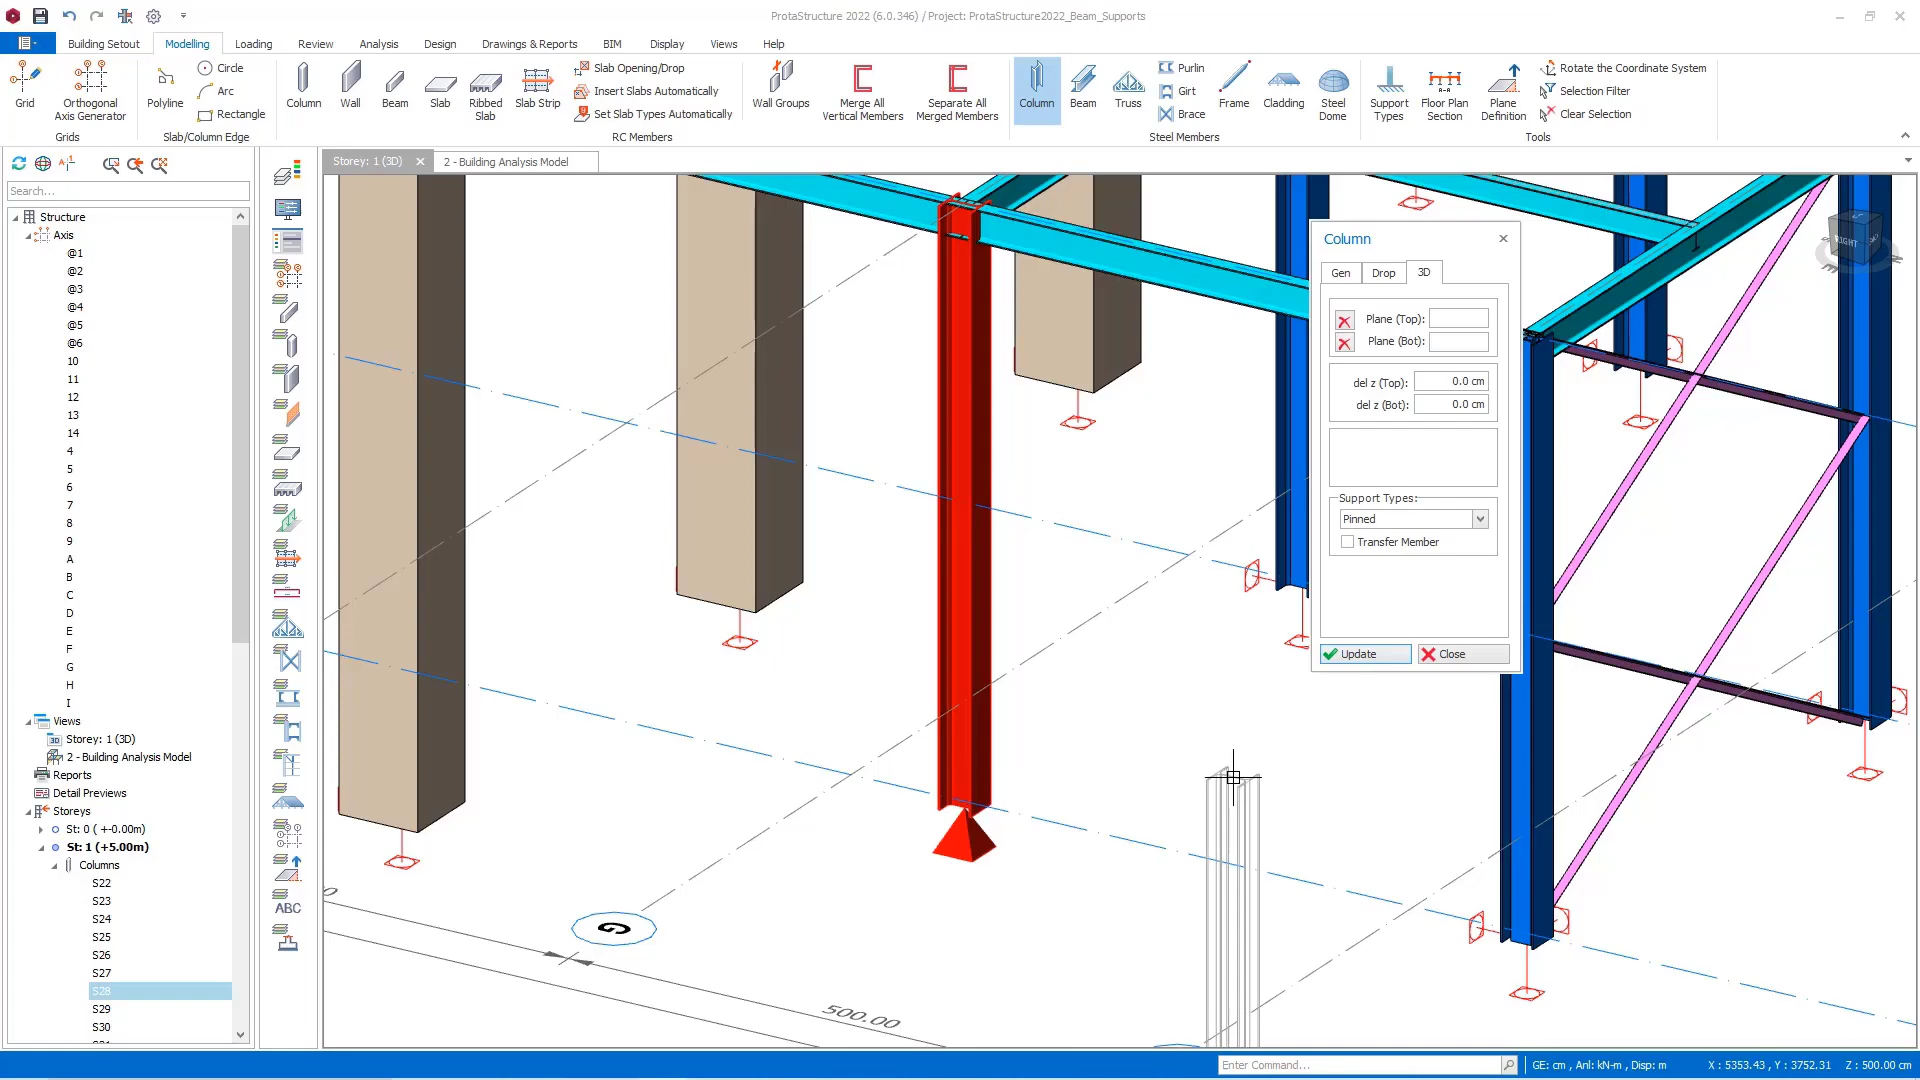 ProtaStructure 2022 (6.0.346) / Project: ProtaStructure2022_Beam_Supports
Building Setout
Modelling
Loading
Review
Analysis
Design
Drawings & Reports
BIM
Display
Views
Help
Grid
Orthogonal
Axis Generator
Grids
Polyline
Circle
Arc
Rectangle
Slab/Column Edge
Column
Wall
Beam
Slab
Ribbed
Slab
Slab Strip
Slab Opening/Drop
Insert Slabs Automatically
Set Slab Types Automatically
RC Members
Wall Groups
Merge All
Vertical Members
Separate All
Merged Members
Column
Beam
Truss
Purlin
Girt
Brace
Frame
Cladding
Steel
Dome
Steel Members
Support
Types
Floor Plan
Section
Plane
Definition
Rotate the Coordinate System
Selection Filter
Clear Selection
Tools
Storey: 1 (3D)
2 - Building Analysis Model
Search...
Structure
Axis
@1
@2
@3
@4
@5
@6
10
11
12
13
14
4
5
6
7
8
9
A
B
C
D
E
F
G
H
I
Views
3D Storey: 1 (3D)
2 - Building Analysis Model
Reports
Detail Previews
Storeys
St: 0 ( +-0.00m)
St: 1 (+5.00m)
Columns
S22
S23
S24
S25
S26
S27
S28
S29
S30
ABC
Column
Gen
Drop
3D
Plane (Top):
Plane (Bot):
del z (Top): 0.0 cm
del z (Bot): 0.0 cm
Support Types:
Pinned
Transfer Member
Update
Close
RIGHT
G
500.00
Enter Command...
GE: cm , Anl: kN-m , Disp: m
X : 5353.43 , Y : 3752.31
Z : 500.00 cm